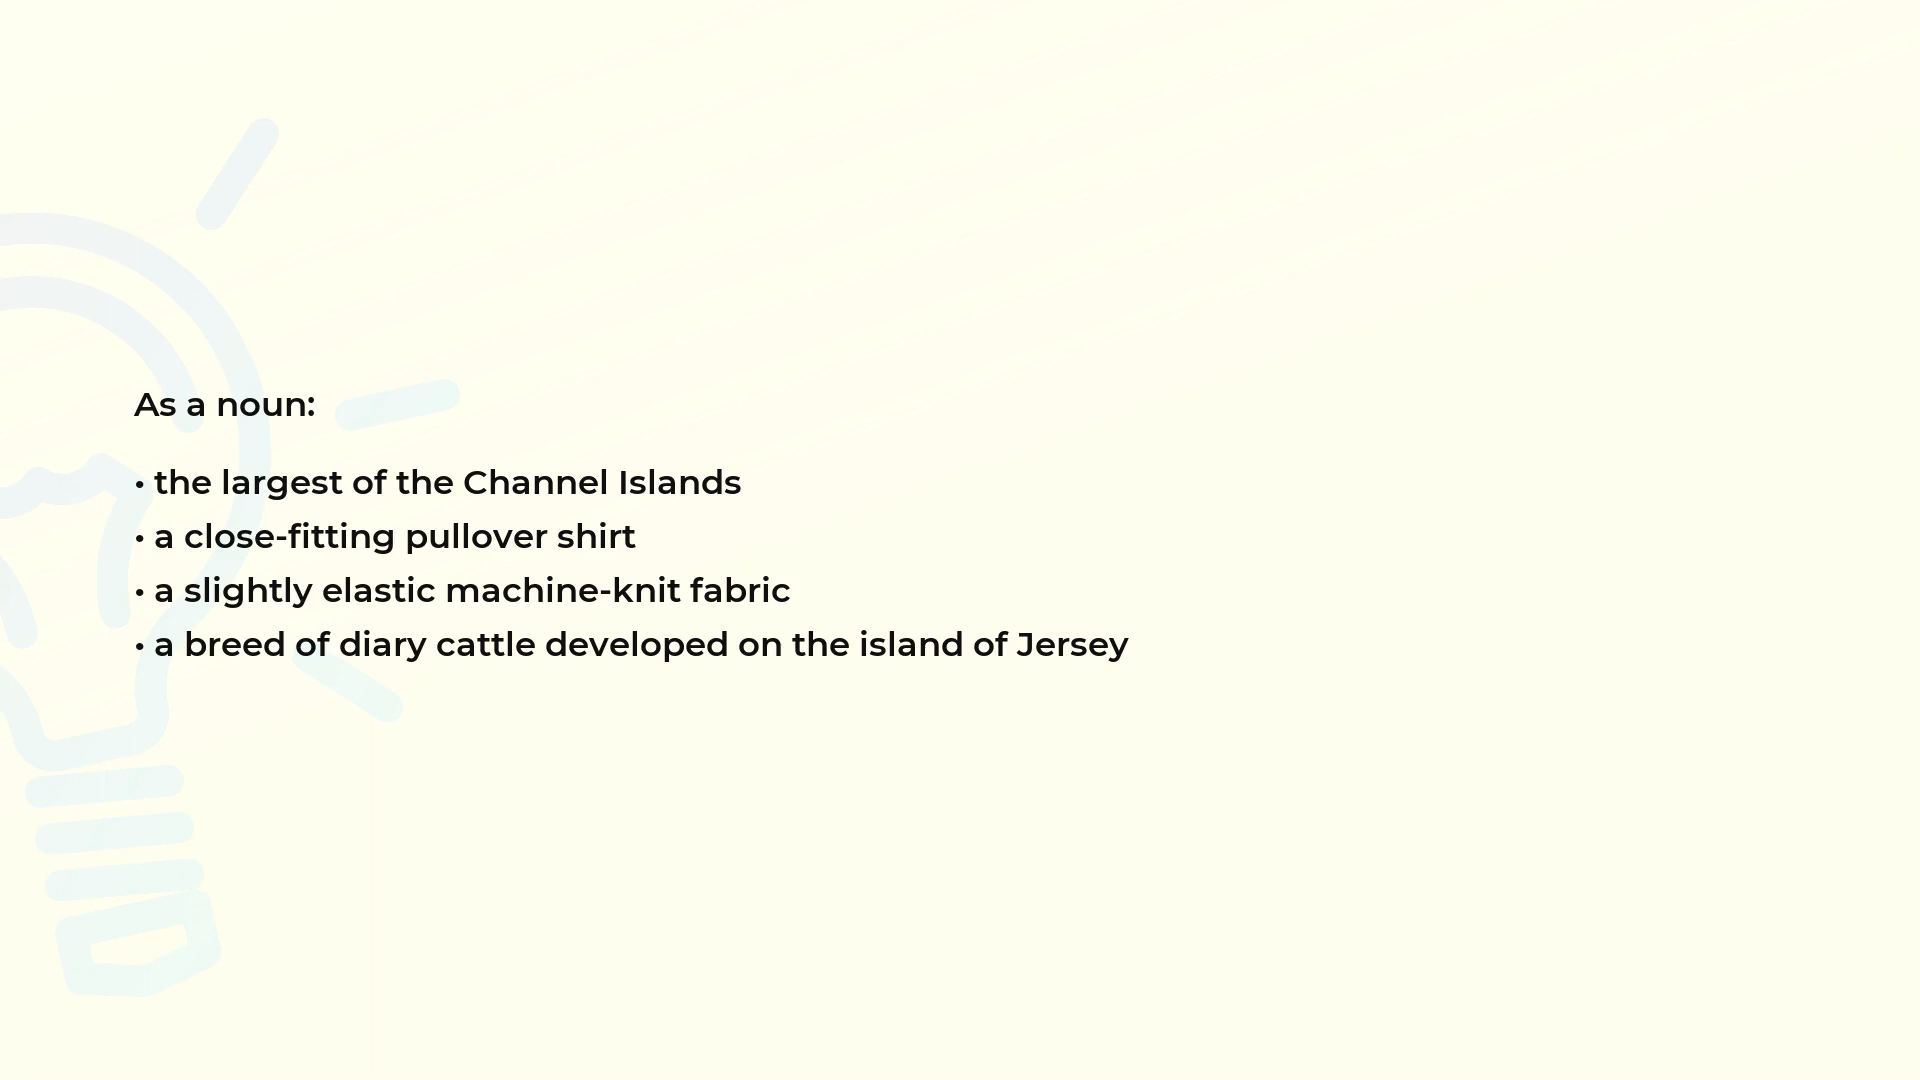 As a noun:
• the largest of the Channel Islands
• a close-fitting pullover shirt
• a slightly elastic machine-knit fabric
• a breed of diary cattle developed on the island of Jersey